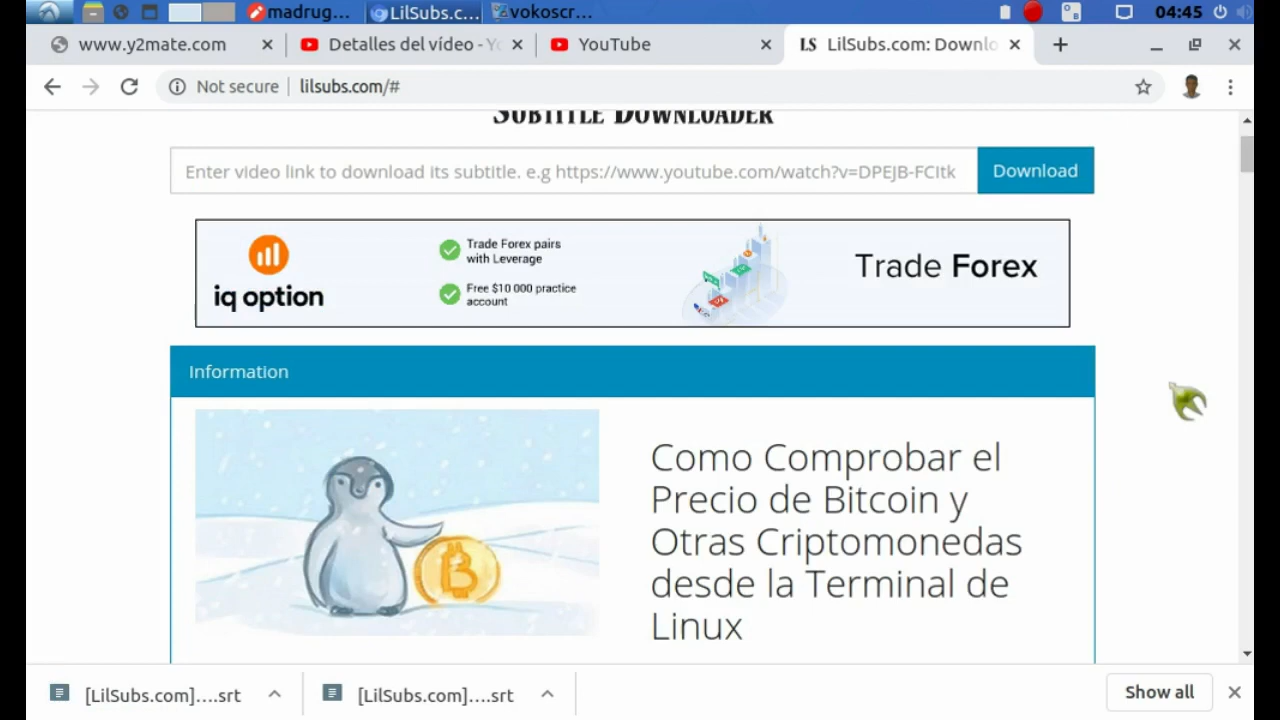 madrug...
LilSubs.c...
vokoscr...
04:45
www.y2mate.com
Detalles del vídeo - Yo
YouTube
LS LilSubs.com: Downlo
Not secure
lilsubs.com/#
SUBTITLE DOWNLOADER
Enter video link to download its subtitle. e.g https://www.youtube.com/watch?v=DPEJB-FCItk
Download
iq option
Trade Forex pairs
with Leverage
Free $10 000 practice
account
Trade Forex
Information
Como Comprobar el
Precio de Bitcoin y
Otras Criptomonedas
desde la Terminal de
Linux
[LilSubs.com]....srt
[LilSubs.com]....srt
Show all